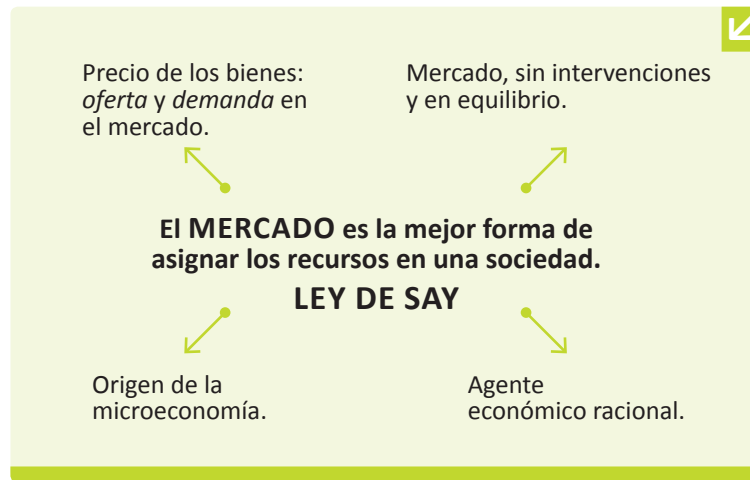 Precio de los bienes:
oferta y demanda en
el mercado.
Mercado, sin intervenciones
y en equilibrio.
El MERCADO es la mejor forma de
asignar los recursos en una sociedad.
LEY DE SAY
Origen de la
microeconomía.
Agente
económico racional.